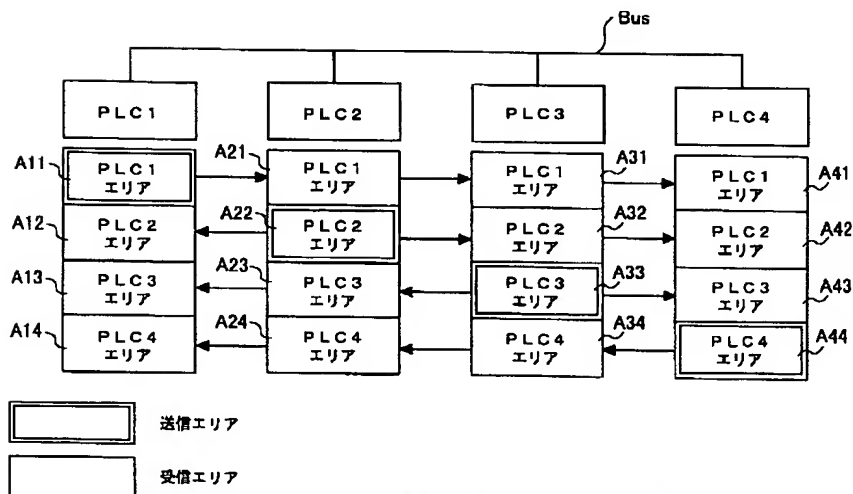 Bus
PLC1 PLC2 PLC3 PLC4
A11 PLC1 エリア
A12 PLC2 エリア
A13 PLC3 エリア
A14 PLC4 エリア
A21 PLC1 エリア
A22 PLC2 エリア
A23 PLC3 エリア
A24 PLC4 エリア
PLC1 エリア A31
PLC2 エリア A32
PLC3 エリア A33
PLC4 エリア A34
PLC1 エリア A41
PLC2 エリア A42
PLC3 エリア A43
PLC4 エリア A44
送信エリア
受信エリア